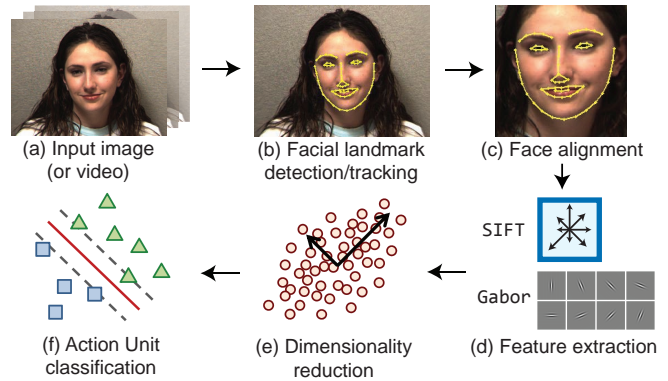 (a) Input image
(or video)
(b) Facial landmark
detection/tracking
(c) Face alignment
SIFT
Gabor
(d) Feature extraction
(e) Dimensionality
reduction
(f) Action Unit
classification